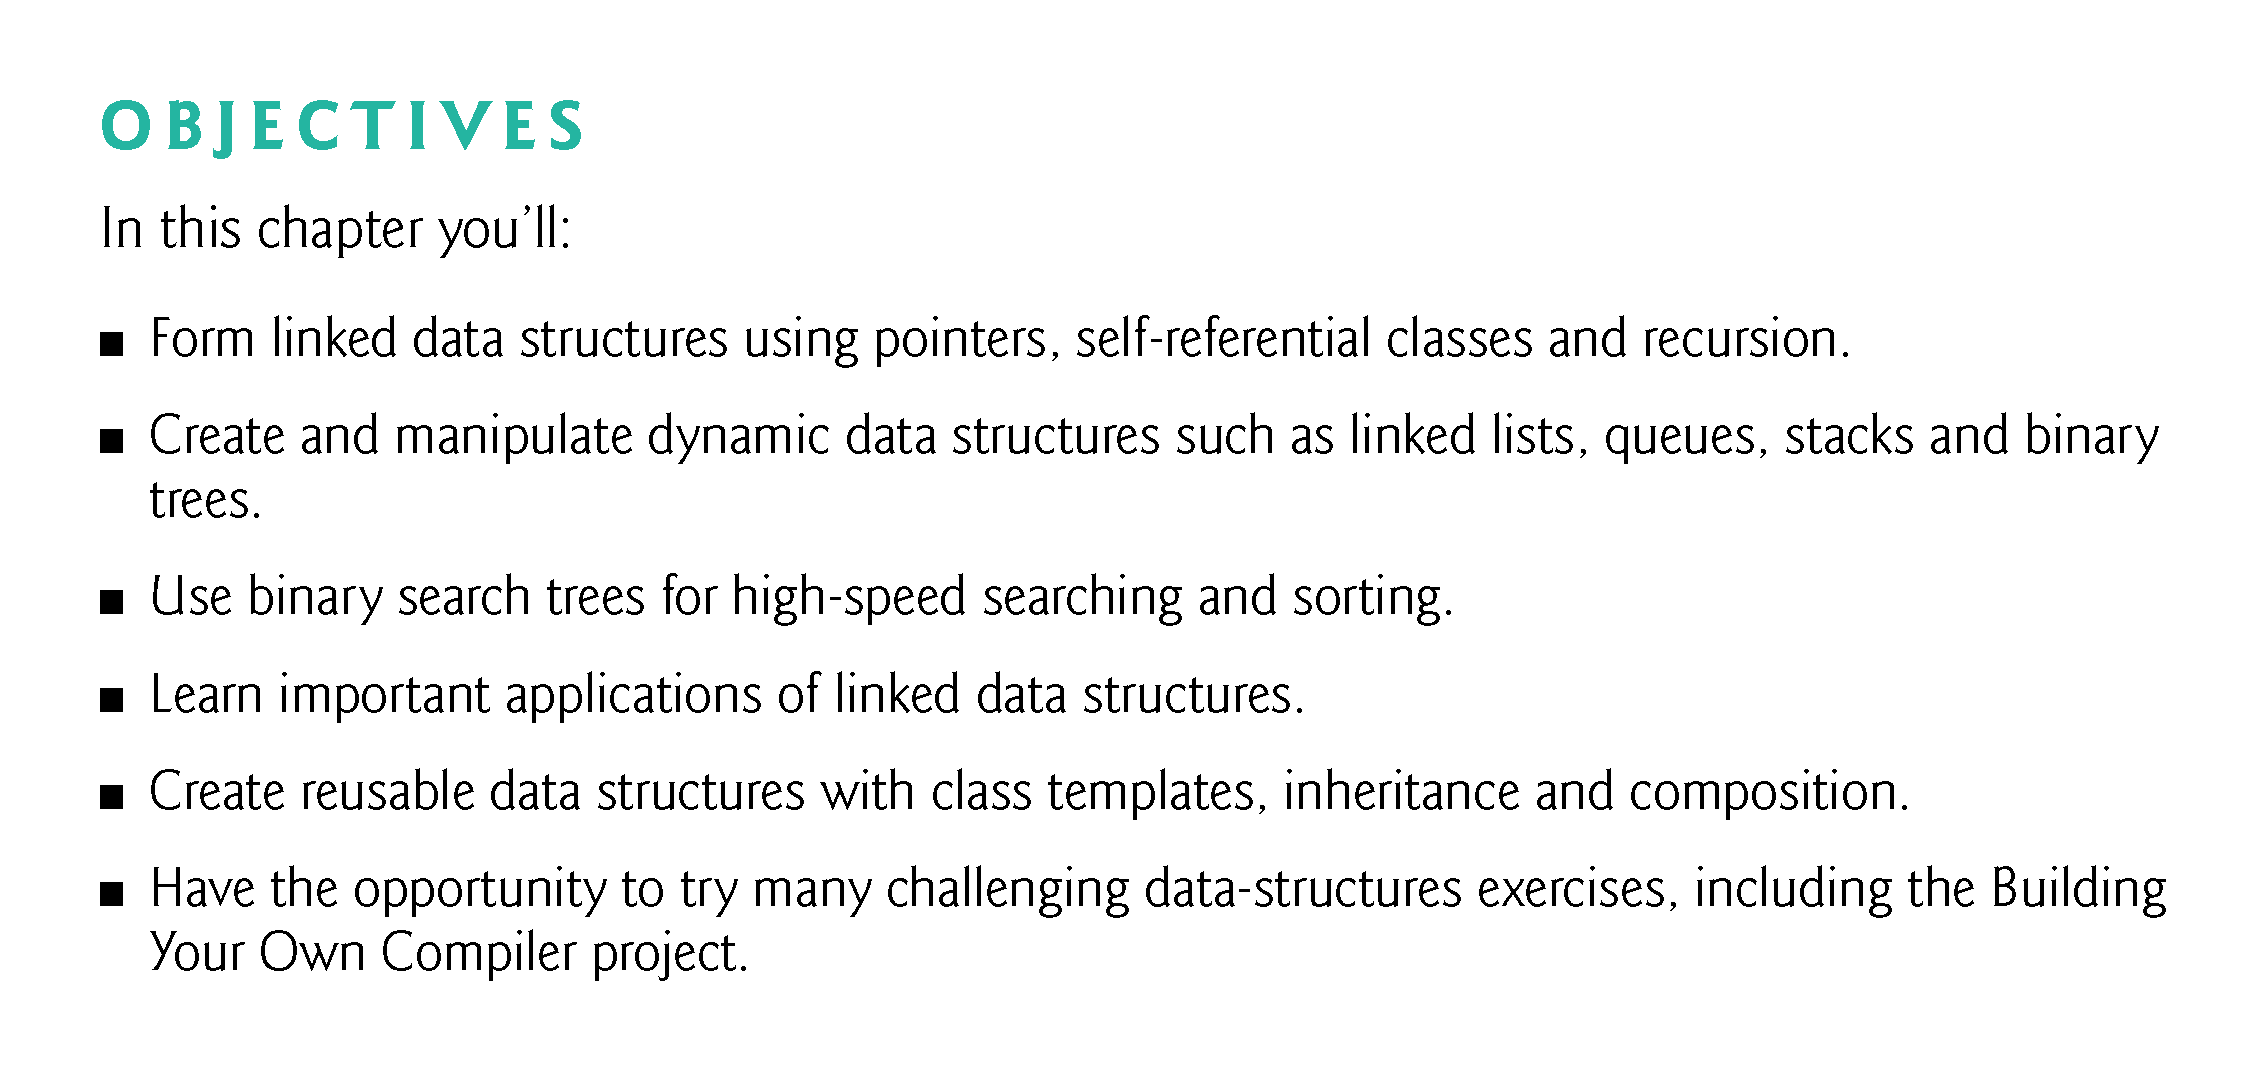 OBJECTIVES
In this chapter you’ll:
■ Form linked data structures using pointers, self-referential classes and recursion.
■ Create and manipulate dynamic data structures such as linked lists, queues, stacks and binary
trees.
■ Use binary search trees for high-speed searching and sorting.
■ Learn important applications of linked data structures.
■ Create reusable data structures with class templates, inheritance and composition.
■ Have the opportunity to try many challenging data-structures exercises, including the Building
Your Own Compiler project.